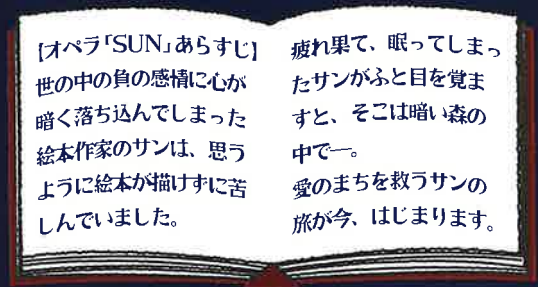 【オペラ「SUN」あらすじ】
世の中の負の感情に心が
暗く落ち込んでしまった
絵本作家のサンは、思う
ように絵本が描けずに苦
しんでいました。
疲れ果て、眠ってしまっ
たサンがふと目を覚ま
すと、そこは暗い森の
中で―。
愛のまちを救うサンの
旅が今、はじまります。